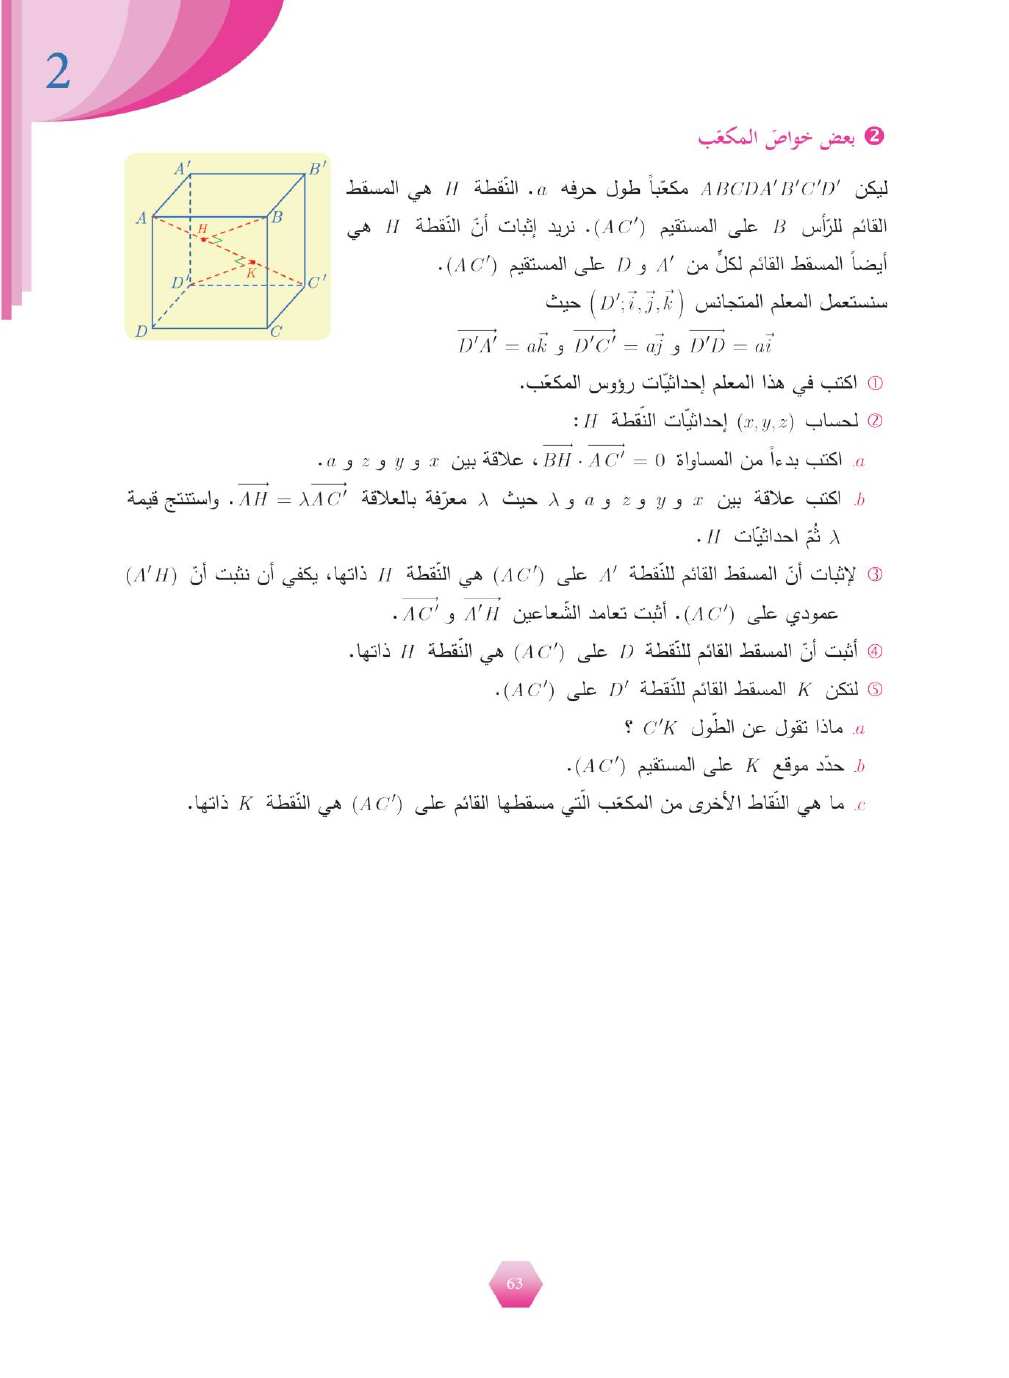 2
❷ بعض خواصّ المكعّب
ليكن ABCDA′B′C′D′ مكعّباً طول حرفه a. النّقطة H هي المسقط
القائم للرّأس B على المستقيم (AC′). نريد إثبات أنّ النّقطة H هي
أيضاً المسقط القائم لكلٍّ من A′ و D على المستقيم (AC′).
سنستعمل المعلم المتجانس (D′; i⃗, j⃗, k⃗) حيث
D′D⃗ = ai⃗ و D′C′⃗ = aj⃗ و D′A′⃗ = ak⃗
A′
B′
A
B
H
K
D′
C′
D
C
① اكتب في هذا المعلم إحداثيّات رؤوس المكعّب.
② لحساب (x, y, z) إحداثيّات النّقطة H:
a. اكتب بدءاً من المساواة BH⃗ · AC′⃗ = 0، علاقة بين x و y و z و a.
b. اكتب علاقة بين x و y و z و a و λ حيث λ معرّفة بالعلاقة AH⃗ = λAC′⃗. واستنتج قيمة
λ ثُمّ احداثيّات H.
③ لإثبات أنّ المسقط القائم للنّقطة A′ على (AC′) هي النّقطة H ذاتها، يكفي أن نثبت أنّ (A′H)
عمودي على (AC′). أثبت تعامد الشّعاعين A′H⃗ و AC′⃗.
④ أثبت أنّ المسقط القائم للنّقطة D على (AC′) هي النّقطة H ذاتها.
⑤ لتكن K المسقط القائم للنّقطة D′ على (AC′).
a. ماذا تقول عن الطّول C′K ؟
b. حدّد موقع K على المستقيم (AC′).
c. ما هي النّقاط الأخرى من المكعّب الّتي مسقطها القائم على (AC′) هي النّقطة K ذاتها.
63